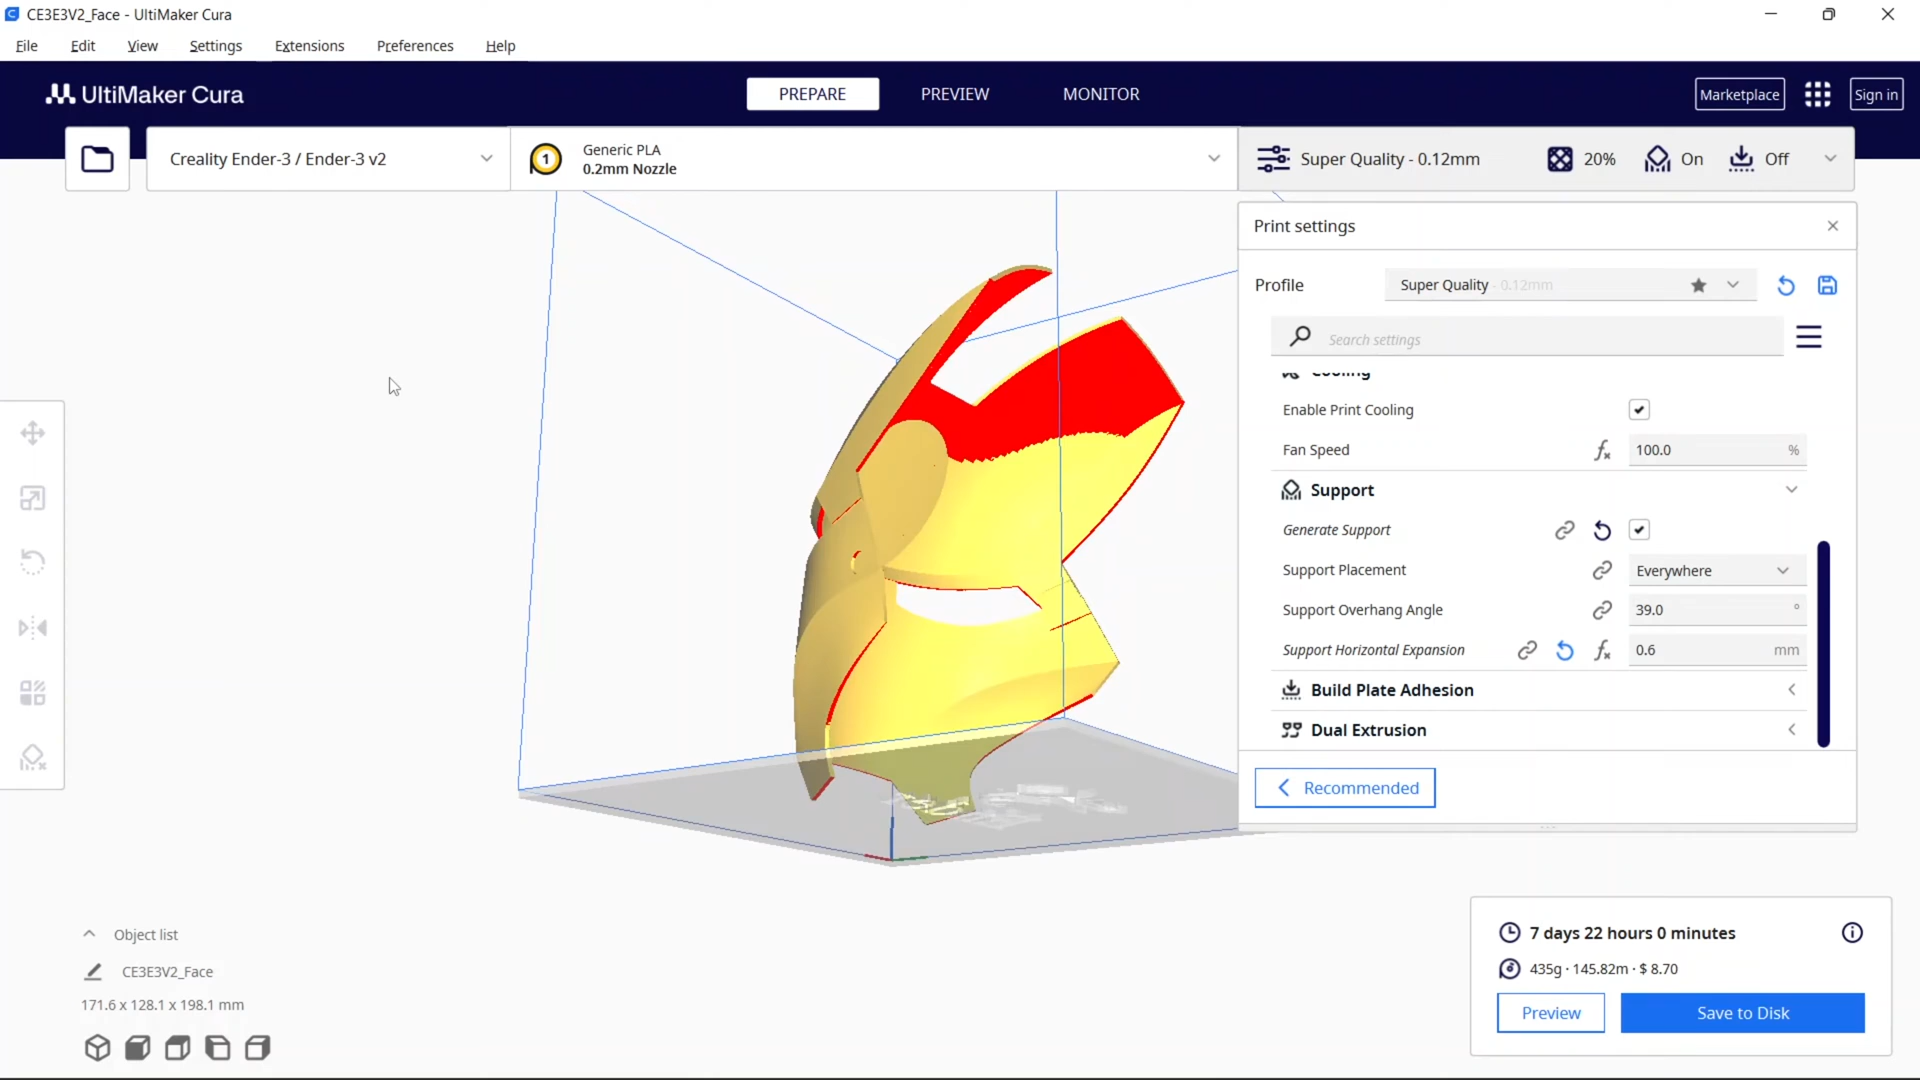 CE3E3V2_Face - UltiMaker Cura
File Edit View Settings Extensions Preferences Help
UltiMaker Cura
PREPARE PREVIEW MONITOR
Marketplace
Sign in
Creality Ender-3 / Ender-3 v2
1
Generic PLA
0.2mm Nozzle
Super Quality - 0.12mm 20% On Off
Print settings
Profile Super Quality - 0.12mm
Search settings
Cooling
Enable Print Cooling
Fan Speed 100.0 %
Support
Generate Support
Support Placement Everywhere
Support Overhang Angle 39.0 °
Support Horizontal Expansion 0.6 mm
Build Plate Adhesion
Dual Extrusion
Recommended
Object list
CE3E3V2_Face
171.6 x 128.1 x 198.1 mm
7 days 22 hours 0 minutes
435g · 145.82m · $ 8.70
Preview Save to Disk